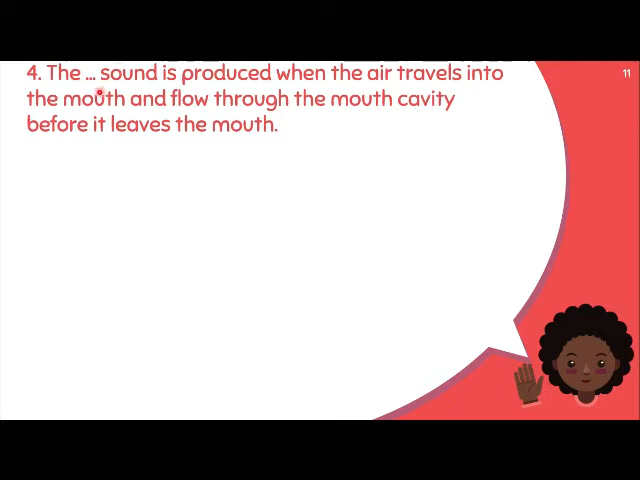 4. The ... sound is produced when the air travels into
11
the mouth and flow through the mouth cavity
before it leaves the mouth.